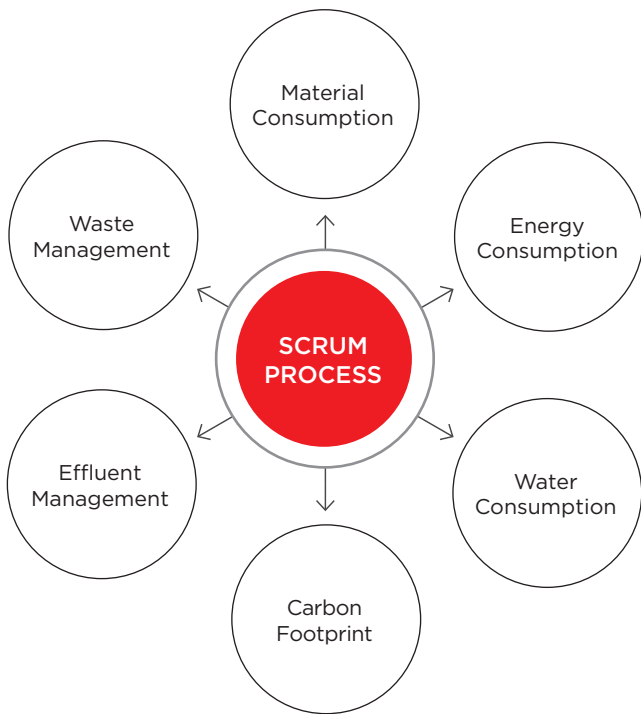 Material
Consumption
Waste
Management
Energy
Consumption
SCRUM
PROCESS
Effluent
Management
Water
Consumption
Carbon
Footprint